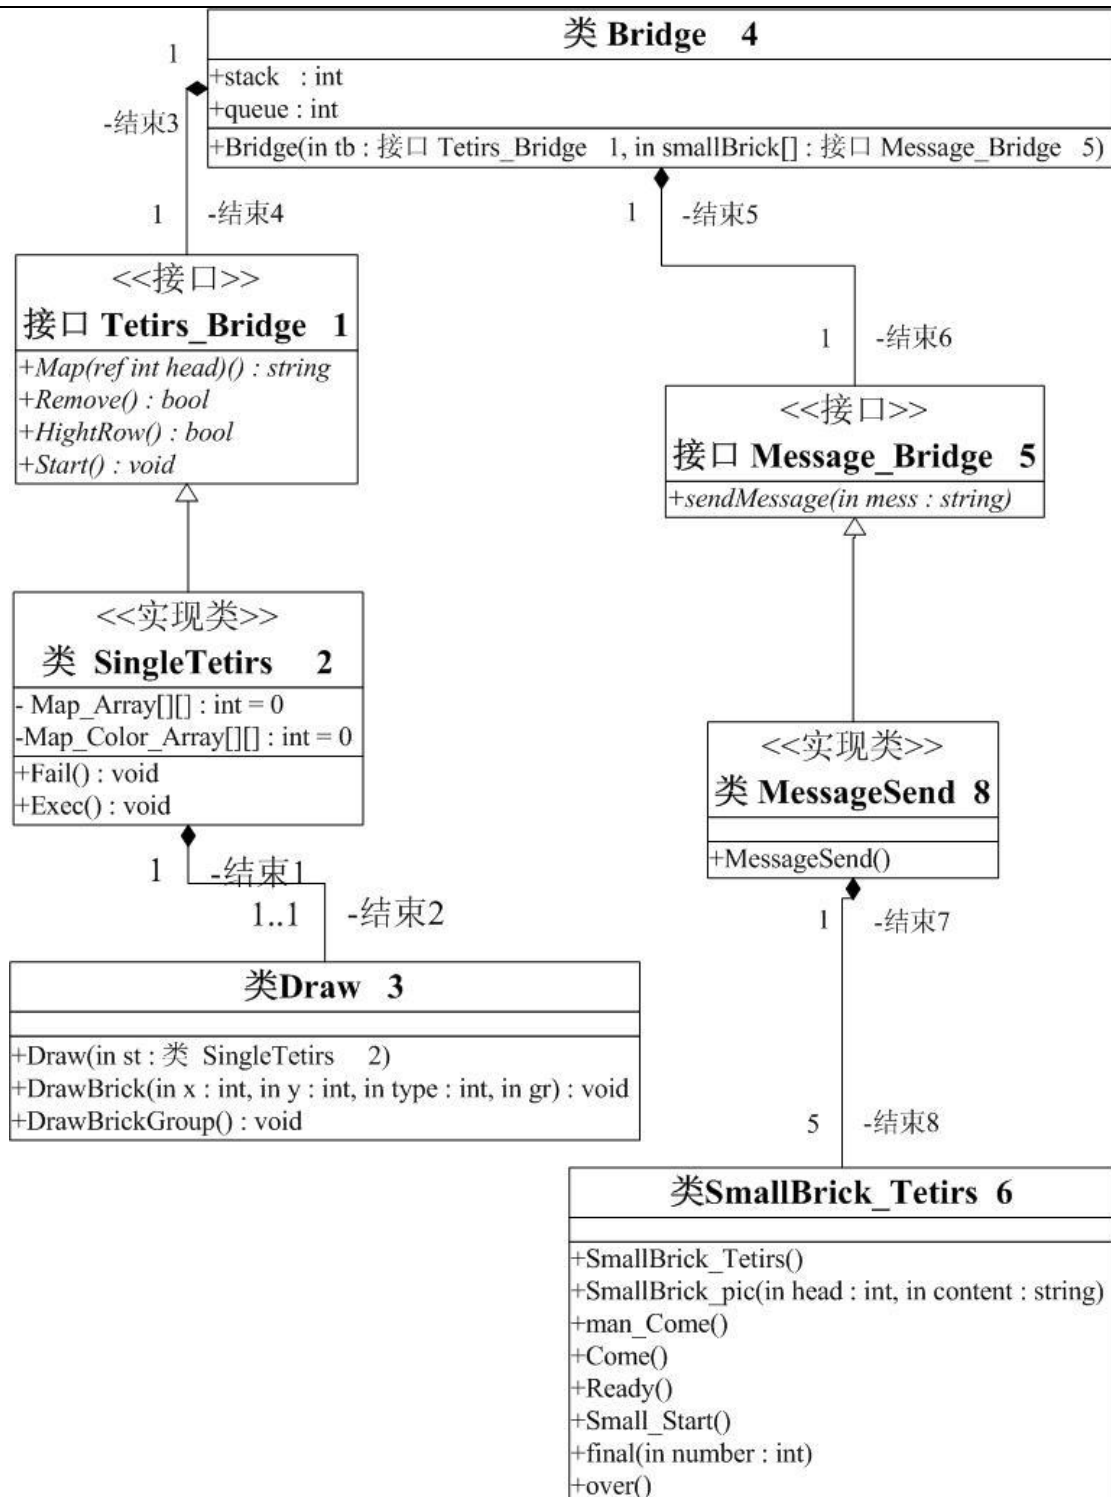 类 Bridge 4
+stack : int
+queue : int
+Bridge(in tb : 接口 Tetirs_Bridge 1, in smallBrick[] : 接口 Message_Bridge 5)
1
-结束3
1 -结束4
1 -结束5
<<接口>>
接口 Tetirs_Bridge 1
+Map(ref int head)() : string
+Remove() : bool
+HightRow() : bool
+Start() : void
1 -结束6
<<接口>>
接口 Message_Bridge 5
+sendMessage(in mess : string)
<<实现类>>
类 SingleTetirs 2
- Map_Array[][] : int = 0
-Map_Color_Array[][] : int = 0
+Fail() : void
+Exec() : void
<<实现类>>
类 MessageSend 8
+MessageSend()
1 -结束1
1..1 -结束2
1 -结束7
类Draw 3
+Draw(in st : 类 SingleTetirs 2)
+DrawBrick(in x : int, in y : int, in type : int, in gr) : void
+DrawBrickGroup() : void
5 -结束8
类SmallBrick_Tetirs 6
+SmallBrick_Tetirs()
+SmallBrick_pic(in head : int, in content : string)
+man_Come()
+Come()
+Ready()
+Small_Start()
+final(in number : int)
+over()